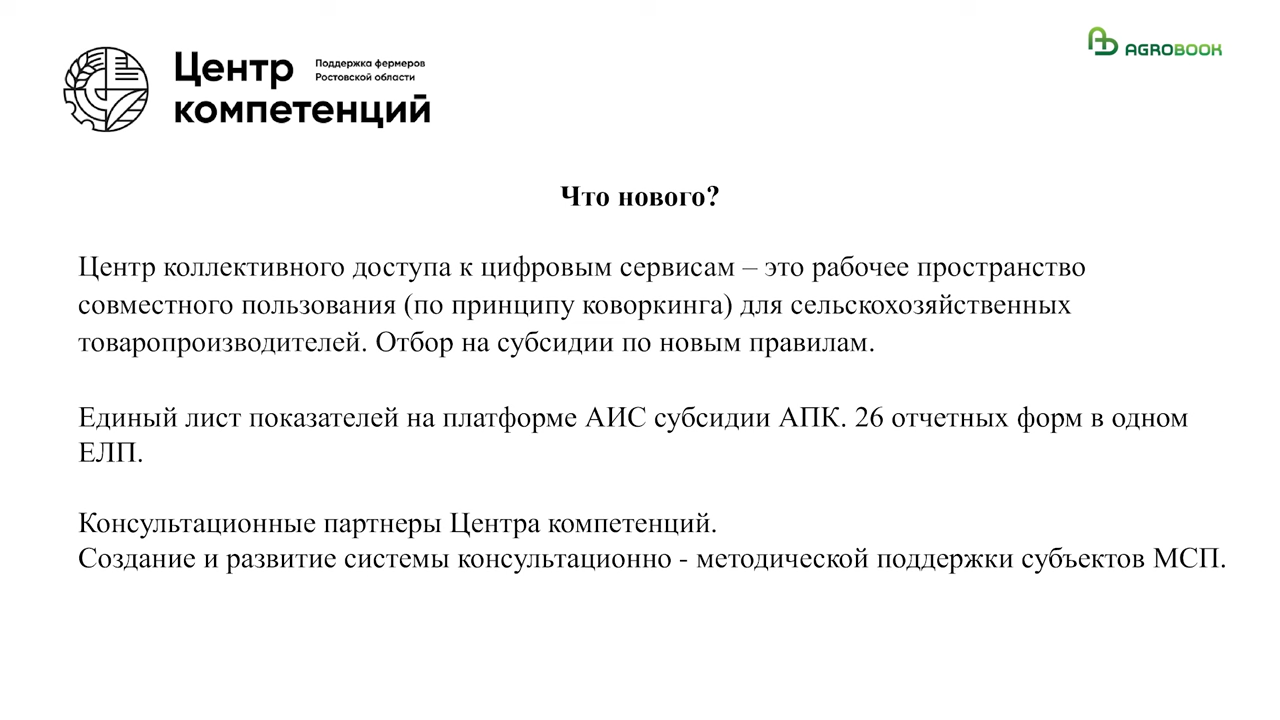 Центр
компетенций
Поддержка фермеров
Ростовской области
AGROBOOK
Что нового?
Центр коллективного доступа к цифровым сервисам – это рабочее пространство
совместного пользования (по принципу коворкинга) для сельскохозяйственных
товаропроизводителей. Отбор на субсидии по новым правилам.
Единый лист показателей на платформе АИС субсидии АПК. 26 отчетных форм в одном
ЕЛП.
Консультационные партнеры Центра компетенций.
Создание и развитие системы консультационно - методической поддержки субъектов МСП.